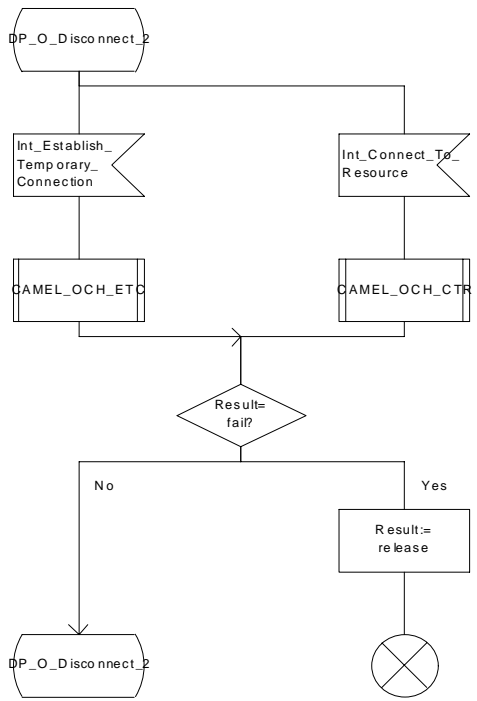 DP_O_Disconnect_2
Int_Establish_
Temporary_
Connection
Int_Connect_To_
Resource
CAMEL_OCH_ETC
CAMEL_OCH_CTR
Result=
fail?
No
Yes
Result:=
release
DP_O_Disconnect_2